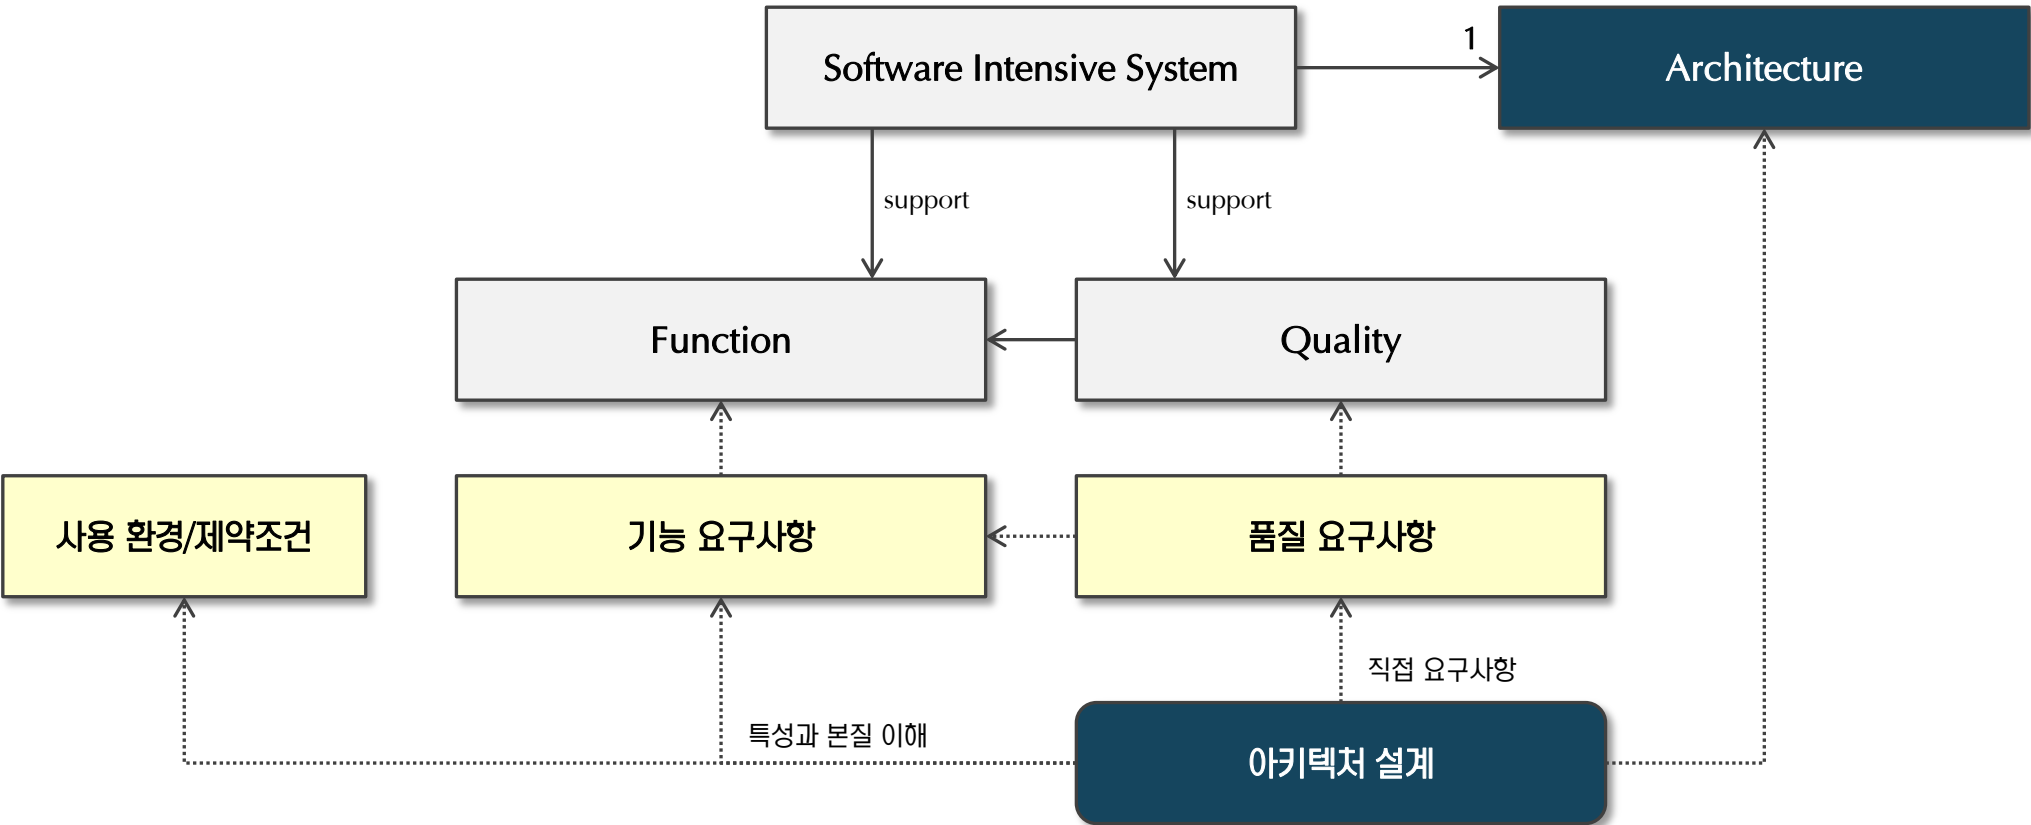 Software Intensive System
1
Architecture
support
support
Function
Quality
사용 환경/제약조건
기능 요구사항
품질 요구사항
직접 요구사항
특성과 본질 이해
아키텍처 설계